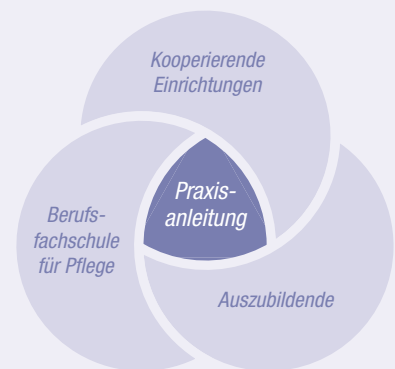 Kooperierende
Einrichtungen
Praxis-
anleitung
Berufs-
fachschule
für Pflege
Auszubildende